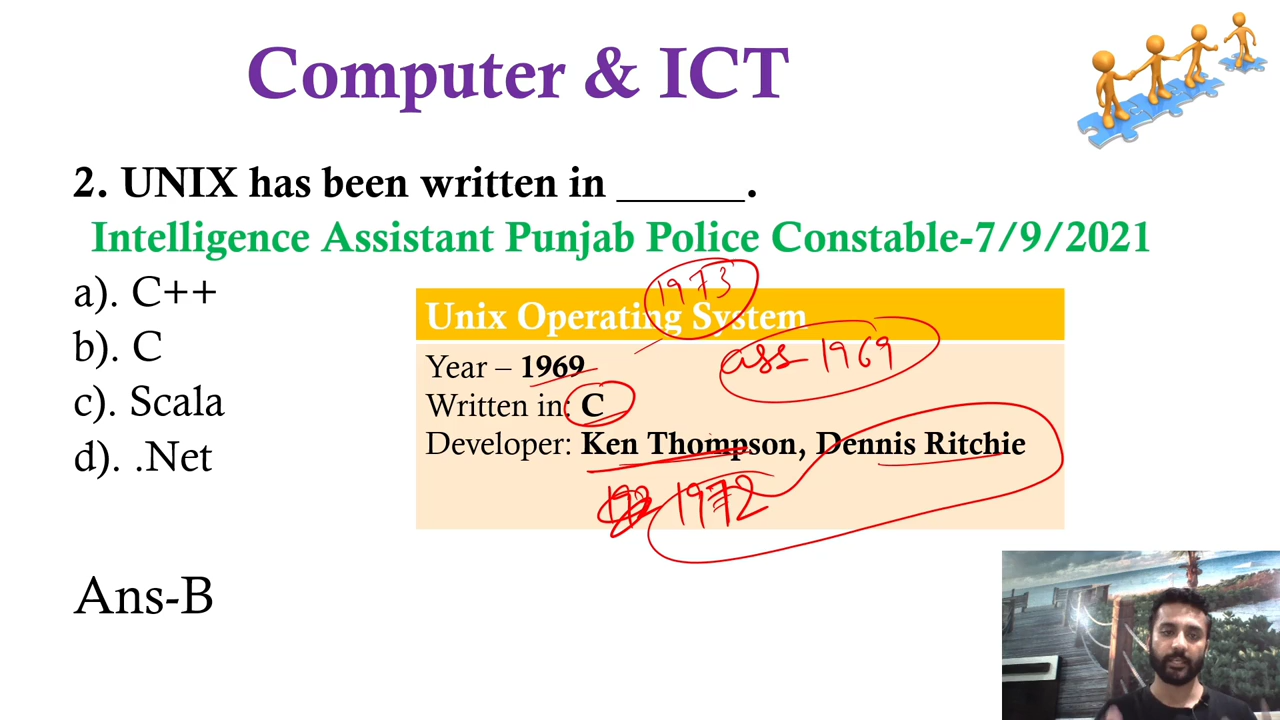 Computer & ICT
2. UNIX has been written in ______.
Intelligence Assistant Punjab Police Constable-7/9/2021
a). C++
b). C
c). Scala
d). .Net
1973
Unix Operating System
ass 1969
Year – 1969
Written in: C
Developer: Ken Thompson, Dennis Ritchie
1972
Ans-B